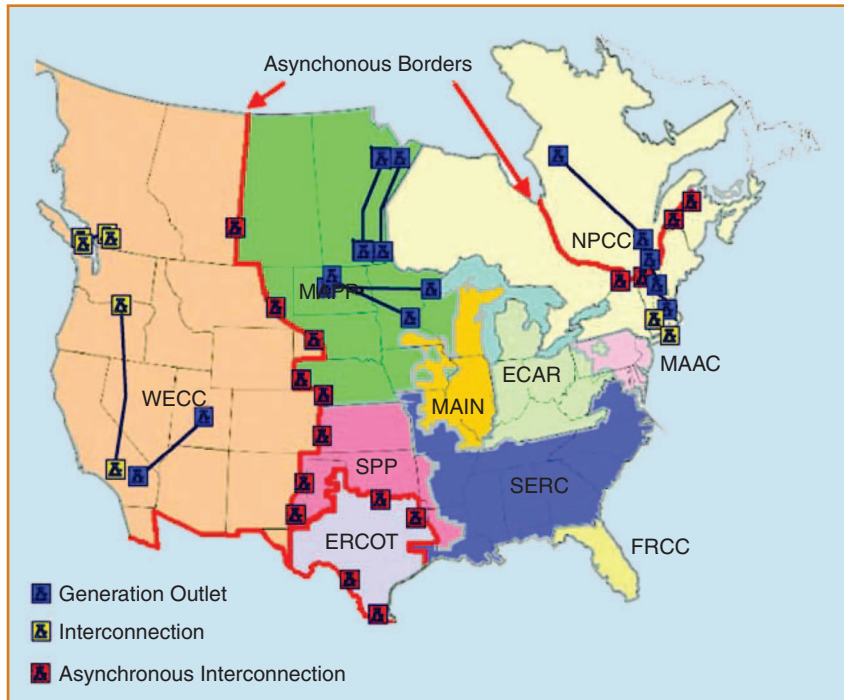 Asynchonous Borders
NPCC
MAPP
MAAC
ECAR
WECC
MAIN
SPP
SERC
ERCOT
FRCC
Generation Outlet
Interconnection
Asynchronous Interconnection